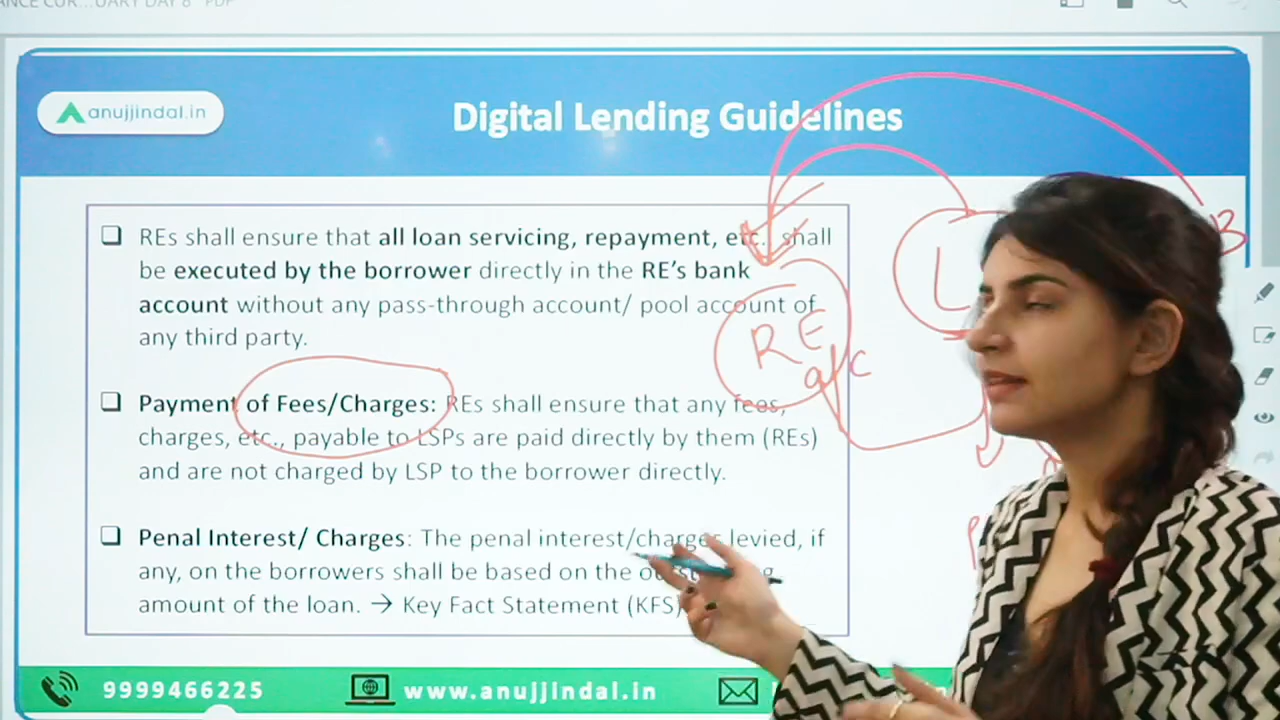 anujjindal.in
Digital Lending Guidelines
REs shall ensure that all loan servicing, repayment, etc. shall
be executed by the borrower directly in the RE's bank
account without any pass-through account/ pool account of
any third party.
Payment of Fees/Charges: REs shall ensure that any fees,
charges, etc., payable to LSPs are paid directly by them (REs)
and are not charged by LSP to the borrower directly.
Penal Interest/ Charges: The penal interest/charges levied, if
any, on the borrowers shall be based on the
amount of the loan. → Key Fact Statement (KFS)
RE
a/c
L
B
9999466225
www.anujjindal.in